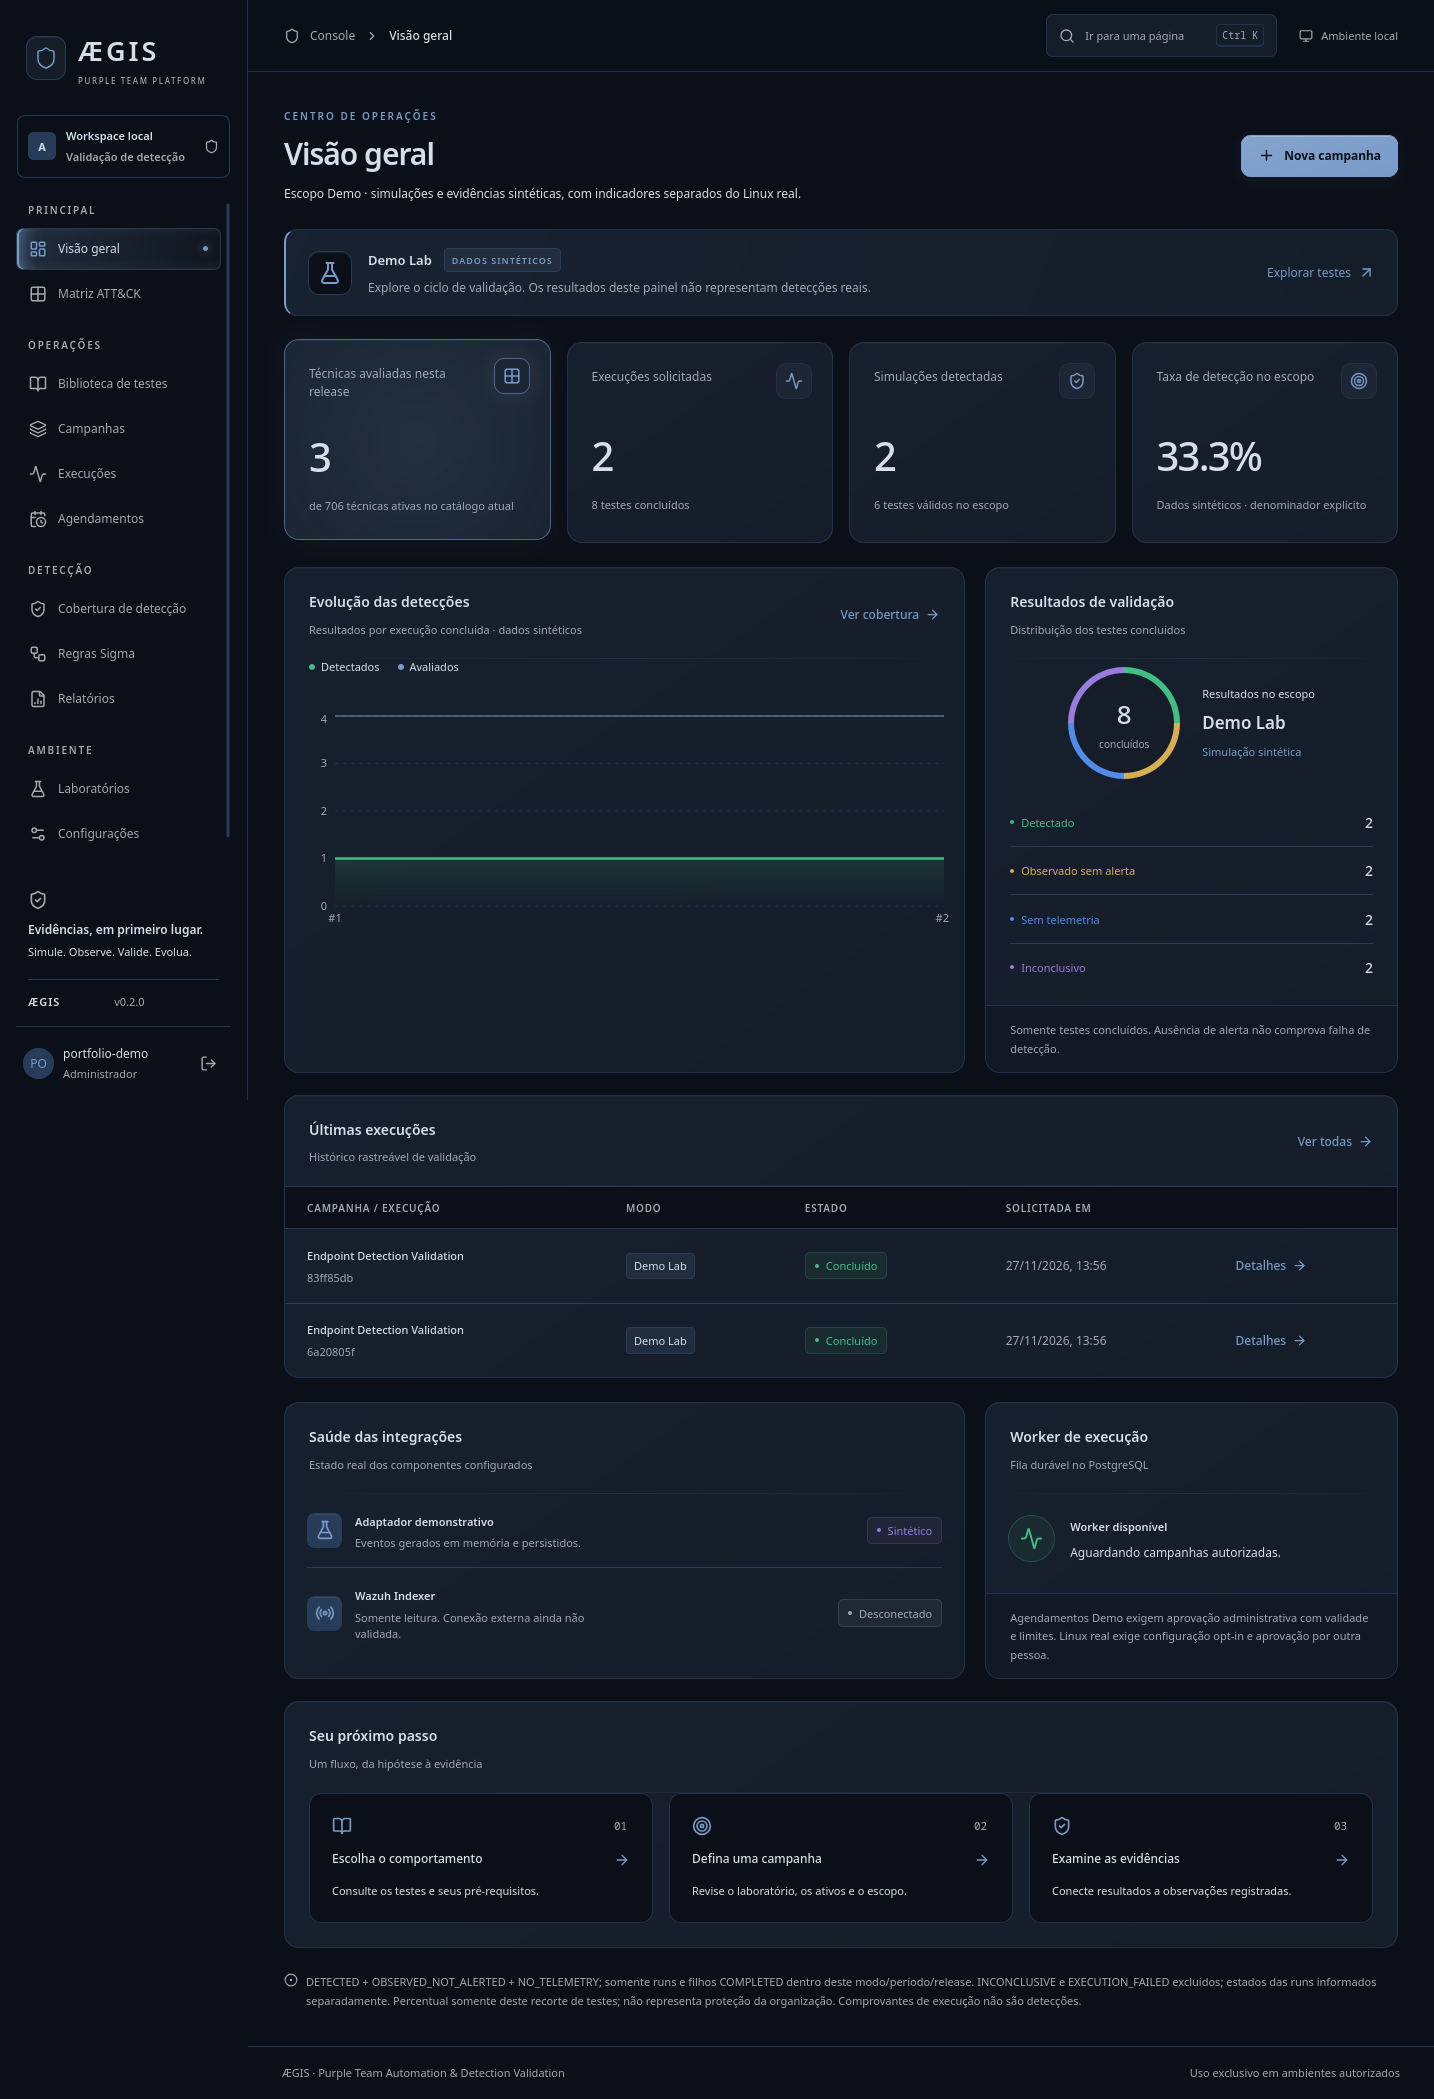 ÆGIS
PURPLE TEAM PLATFORM
A
Workspace local
Validação de detecção
PRINCIPAL
Visão geral
Matriz ATT&CK
OPERAÇÕES
Biblioteca de testes
Campanhas
Execuções
Agendamentos
DETECÇÃO
Cobertura de detecção
Regras Sigma
Relatórios
AMBIENTE
Laboratórios
Configurações
Evidências, em primeiro lugar.
Simule. Observe. Valide. Evolua.
ÆGIS v0.2.0
PO
portfolio-demo
Administrador
Console Visão geral
Ir para uma página Ctrl K
Ambiente local
CENTRO DE OPERAÇÕES
Visão geral
Escopo Demo · simulações e evidências sintéticas, com indicadores separados do Linux real.
Nova campanha
Demo Lab DADOS SINTÉTICOS
Explore o ciclo de validação. Os resultados deste painel não representam detecções reais.
Explorar testes
Técnicas avaliadas nesta
release
3
de 706 técnicas ativas no catálogo atual
Execuções solicitadas
2
8 testes concluídos
Simulações detectadas
2
6 testes válidos no escopo
Taxa de detecção no escopo
33.3%
Dados sintéticos · denominador explícito
Evolução das detecções
Resultados por execução concluída · dados sintéticos
Ver cobertura
Detectados Avaliados
4
3
2
1
0
#1 #2
Resultados de validação
Distribuição dos testes concluídos
8
concluídos
Resultados no escopo
Demo Lab
Simulação sintética
Detectado 2
Observado sem alerta 2
Sem telemetria 2
Inconclusivo 2
Somente testes concluídos. Ausência de alerta não comprova falha de
detecção.
Últimas execuções
Histórico rastreável de validação
Ver todas
CAMPANHA / EXECUÇÃO MODO ESTADO SOLICITADA EM
Endpoint Detection Validation
83ff85db
Demo Lab Concluído 27/11/2026, 13:56 Detalhes
Endpoint Detection Validation
6a20805f
Demo Lab Concluído 27/11/2026, 13:56 Detalhes
Saúde das integrações
Estado real dos componentes configurados
Adaptador demonstrativo
Eventos gerados em memória e persistidos.
Sintético
Wazuh Indexer
Somente leitura. Conexão externa ainda não
validada.
Desconectado
Worker de execução
Fila durável no PostgreSQL
Worker disponível
Aguardando campanhas autorizadas.
Agendamentos Demo exigem aprovação administrativa com validade
e limites. Linux real exige configuração opt-in e aprovação por outra
pessoa.
Seu próximo passo
Um fluxo, da hipótese à evidência
01
Escolha o comportamento
Consulte os testes e seus pré-requisitos.
02
Defina uma campanha
Revise o laboratório, os ativos e o escopo.
03
Examine as evidências
Conecte resultados a observações registradas.
DETECTED + OBSERVED_NOT_ALERTED + NO_TELEMETRY; somente runs e filhos COMPLETED dentro deste modo/período/release. INCONCLUSIVE e EXECUTION_FAILED excluídos; estados das runs informados
separadamente. Percentual somente deste recorte de testes; não representa proteção da organização. Comprovantes de execução não são detecções.
ÆGIS · Purple Team Automation & Detection Validation
Uso exclusivo em ambientes autorizados